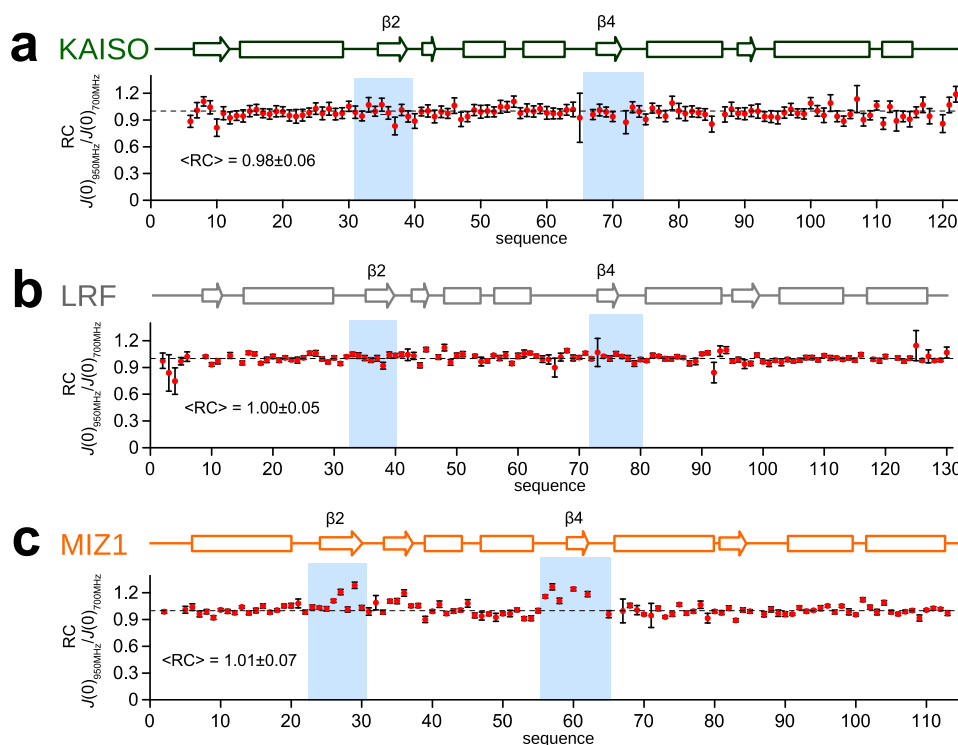 a KAISO
β2 β4
RC
J(0)950MHz/J(0)700MHz
1.2
0.9
0.6
0.3
0
<RC> = 0.98±0.06
0 10 20 30 40 50 60 70 80 90 100 110 120
sequence
b LRF
β2 β4
RC
J(0)950MHz/J(0)700MHz
1.2
0.9
0.6
0.3
0
<RC> = 1.00±0.05
0 10 20 30 40 50 60 70 80 90 100 110 120 130
sequence
c MIZ1
β2 β4
RC
J(0)950MHz/J(0)700MHz
1.2
0.9
0.6
0.3
0
<RC> = 1.01±0.07
0 10 20 30 40 50 60 70 80 90 100 110
sequence